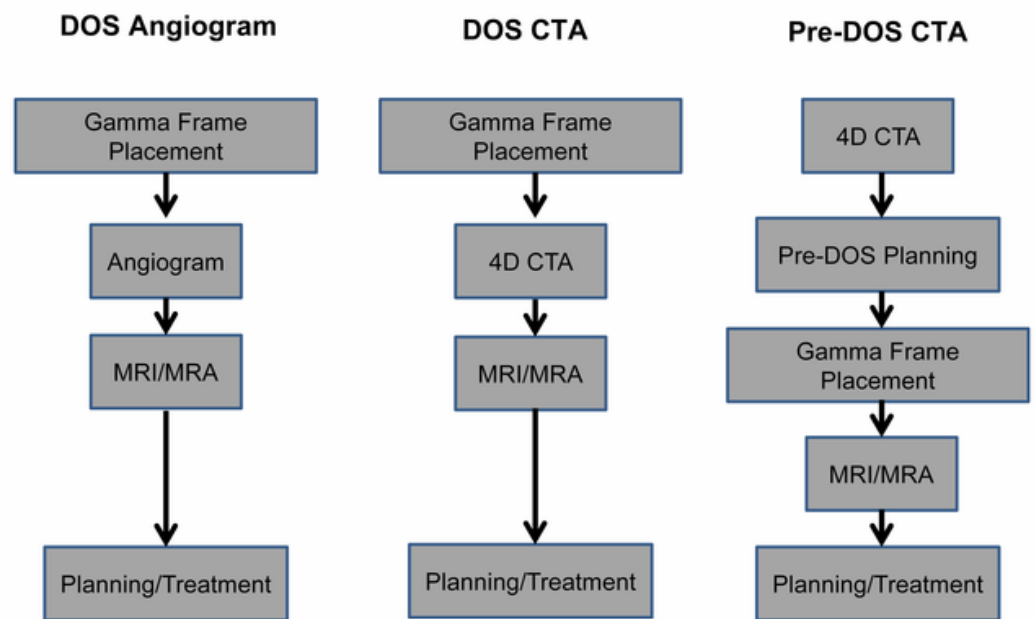 DOS Angiogram
Gamma Frame
Placement
Angiogram
MRI/MRA
Planning/Treatment
DOS CTA
Gamma Frame
Placement
4D CTA
MRI/MRA
Planning/Treatment
Pre-DOS CTA
4D CTA
Pre-DOS Planning
Gamma Frame
Placement
MRI/MRA
Planning/Treatment